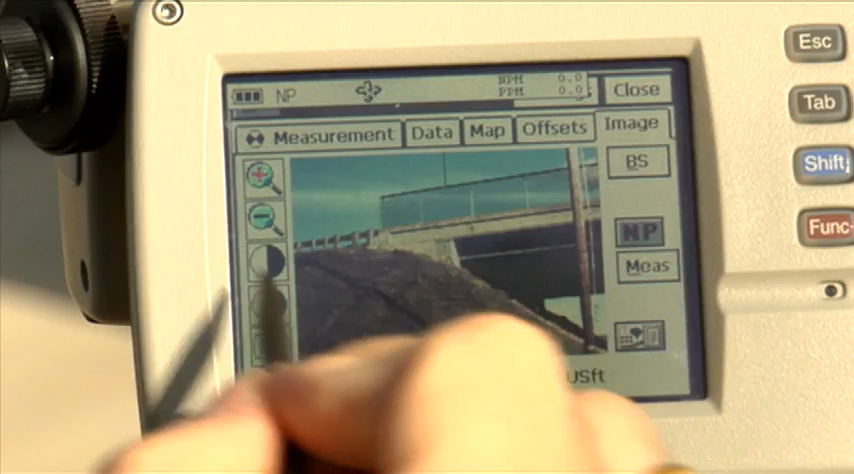 NP NPM 0.0 Close
PPM 0.0
Measurement Data Map Offsets Image
BS
NP
Meas
USft
Esc
Tab
Shift
Func